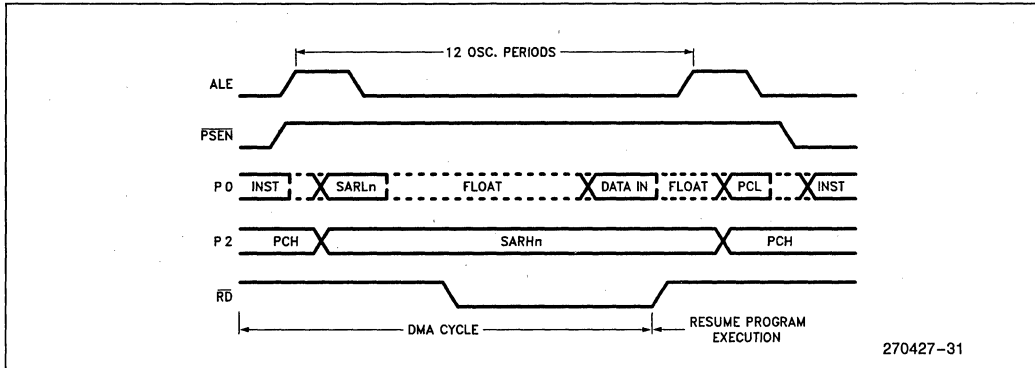 12 OSC. PERIODS
ALE
PSEN
P0 INST SARLn FLOAT DATA IN FLOAT PCL INST
P2 PCH SARHn PCH
RD
DMA CYCLE RESUME PROGRAM
EXECUTION
270427–31